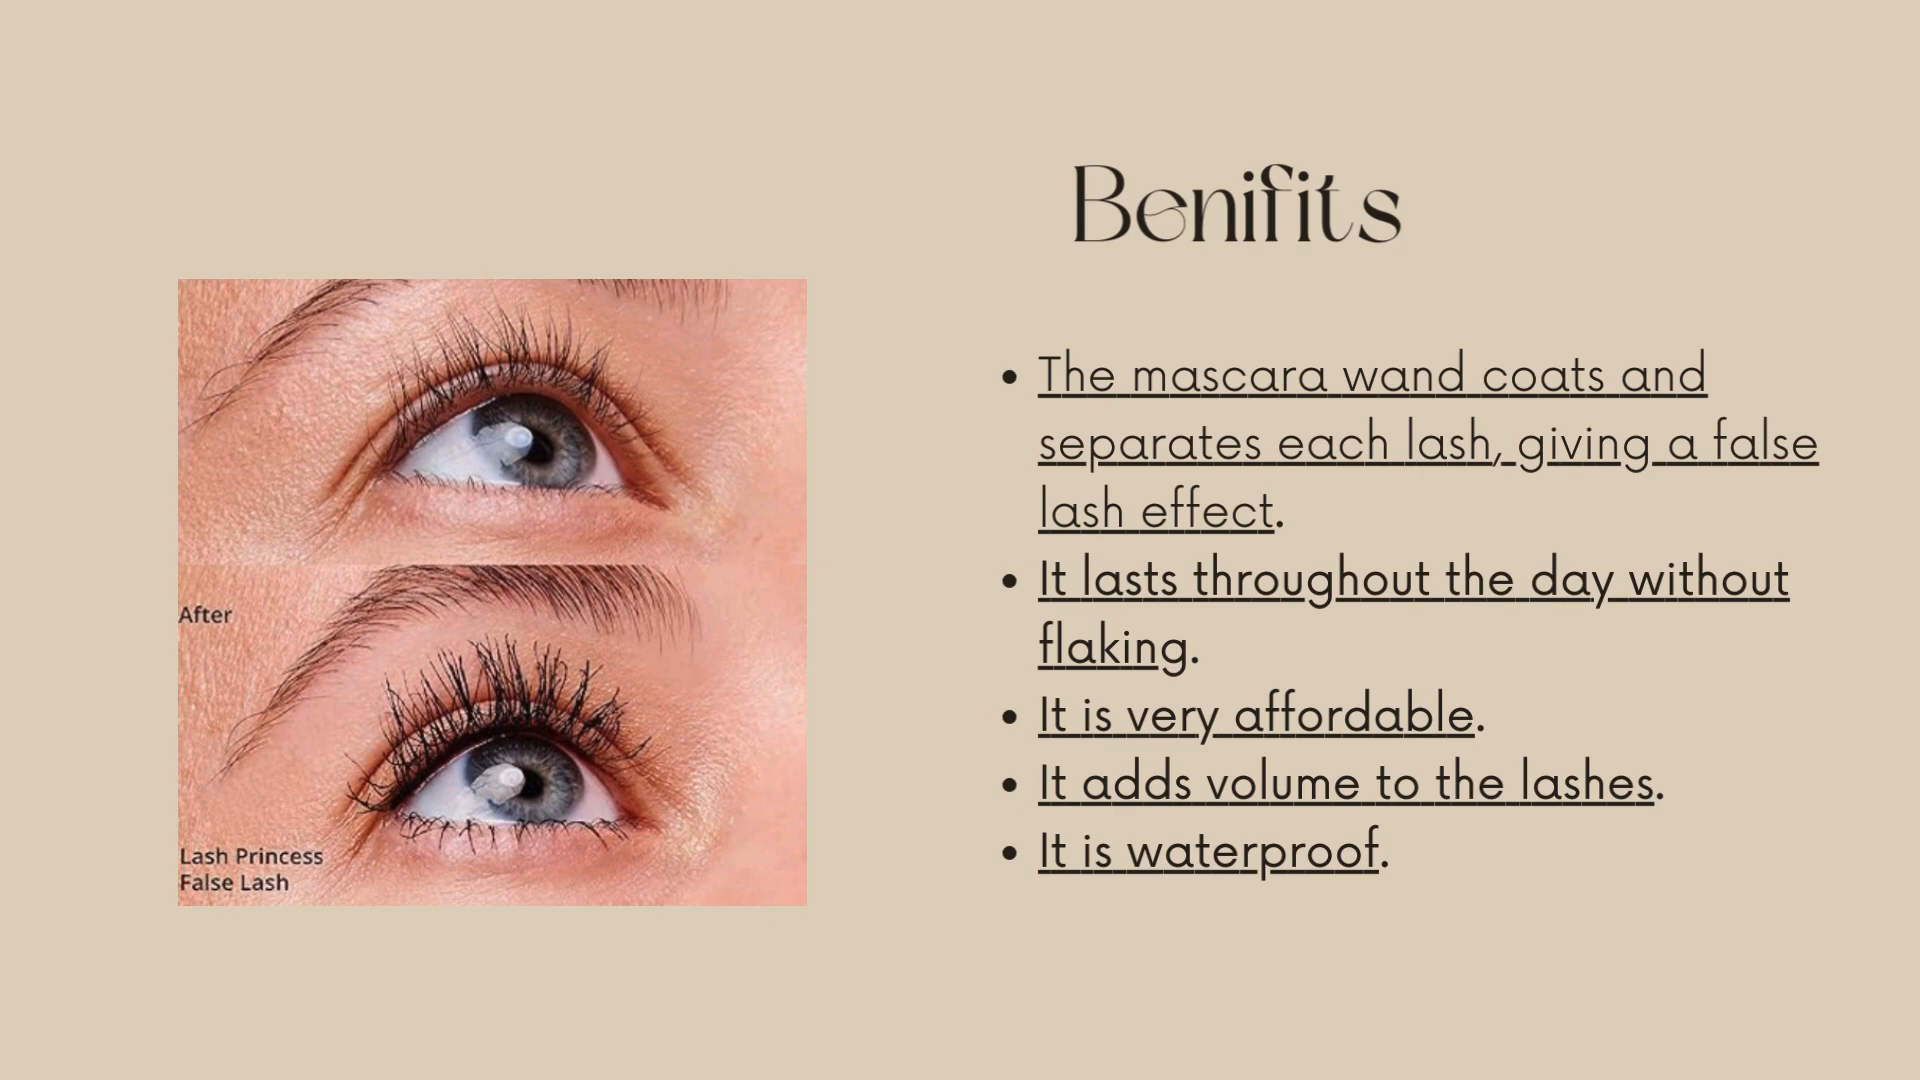 Benifits
• The mascara wand coats and
separates each lash, giving a false
lash effect.
• It lasts throughout the day without
flaking.
• It is very affordable.
• It adds volume to the lashes.
• It is waterproof.
After
Lash Princess
False Lash